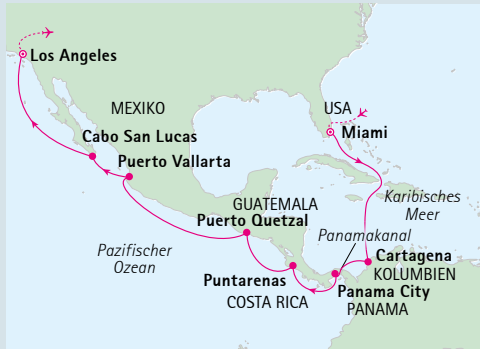 Los Angeles
MEXIKO
USA
Miami
Cabo San Lucas
Puerto Vallarta
Karibisches
Meer
GUATEMALA
Puerto Quetzal
Panamakanal
Pazifischer
Ozean
Cartagena
KOLUMBIEN
Puntarenas
COSTA RICA
Panama City
PANAMA